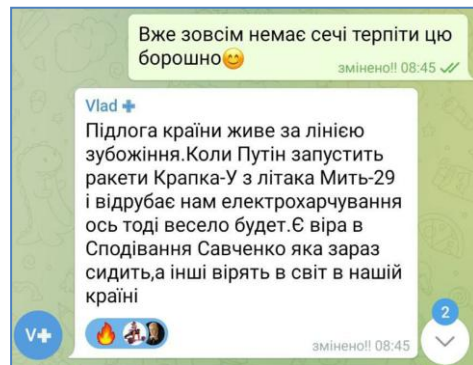 Вже зовсім немає сечі терпіти цю
борошно😊
змінено!! 08:45
Vlad
Підлога країни живе за лінією
зубожіння.Коли Путін запустить
ракети Крапка-У з літака Мить-29
і відрубає нам електрохарчування
ось тоді весело будет.Є віра в
Сподівання Савченко яка зараз
сидить,а інші вірять в світ в нашій
країні
змінено!! 08:45
V+
2